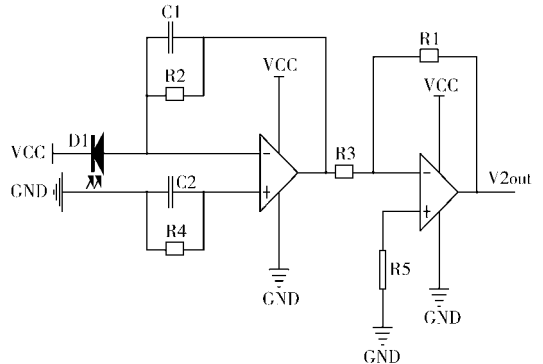 C1
R1
VCC
R2
VCC
D1
VCC
R3
GND
C2
V2out
R4
R5
GND
GND
GND